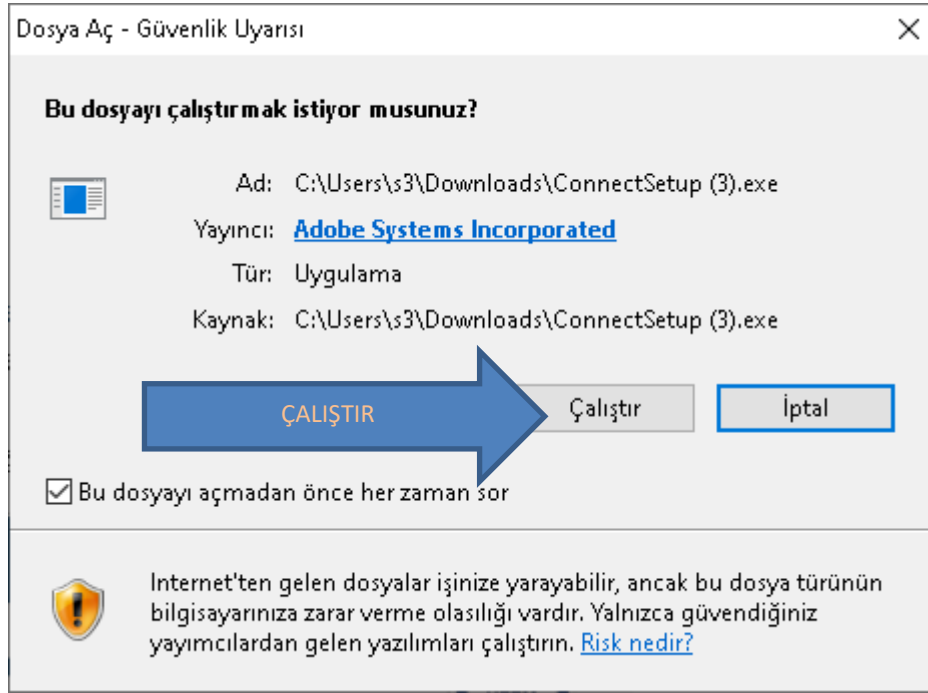 Dosya Aç - Güvenlik Uyarısı
Bu dosyayı çalıştırmak istiyor musunuz?
Ad: C:\Users\s3\Downloads\ConnectSetup (3).exe
Yayıncı: Adobe Systems Incorporated
Tür: Uygulama
Kaynak: C:\Users\s3\Downloads\ConnectSetup (3).exe
ÇALIŞTIR Çalıştır İptal
Bu dosyayı açmadan önce her zaman sor
Internet'ten gelen dosyalar işinize yarayabilir, ancak bu dosya türünün
bilgisayarınıza zarar verme olasılığı vardır. Yalnızca güvendiğiniz
yayımcılardan gelen yazılımları çalıştırın. Risk nedir?